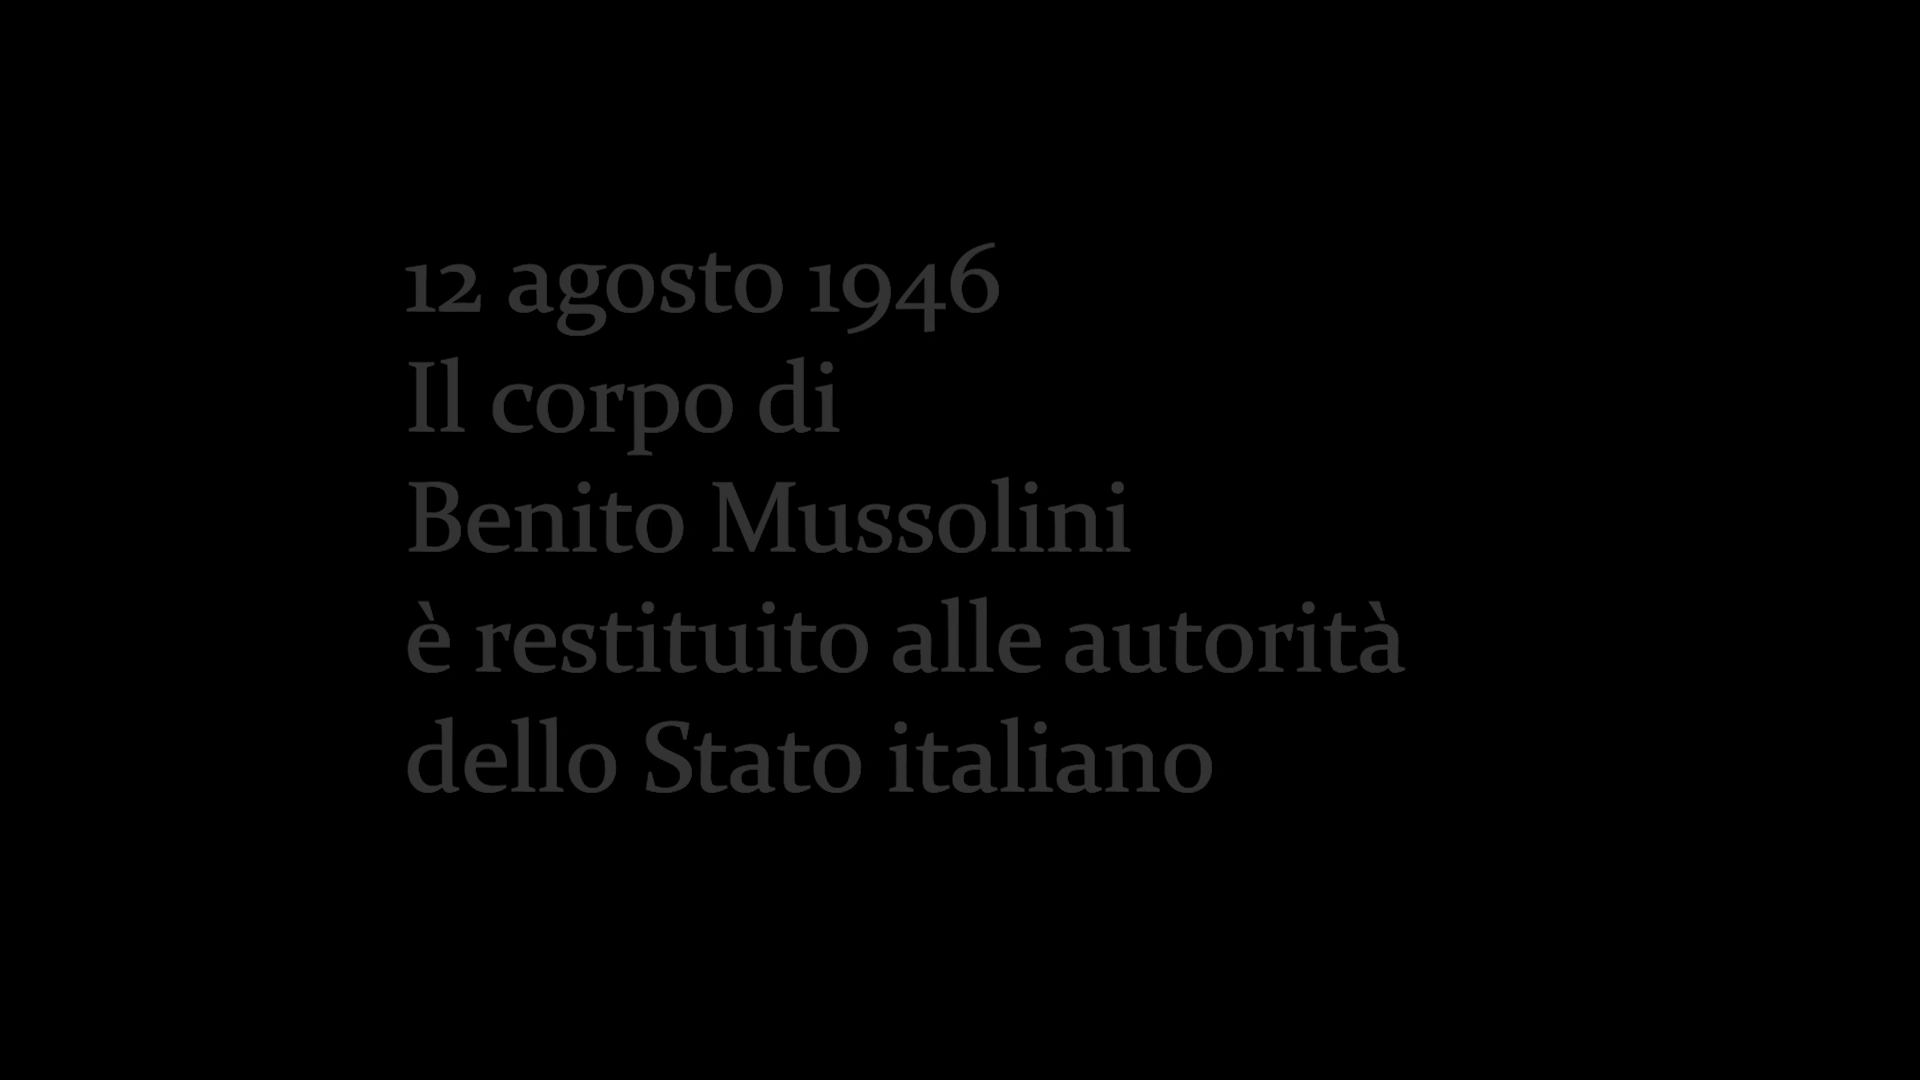 12 agosto 1946
Il corpo di
Benito Mussolini
è restituito alle autorità
dello Stato italiano